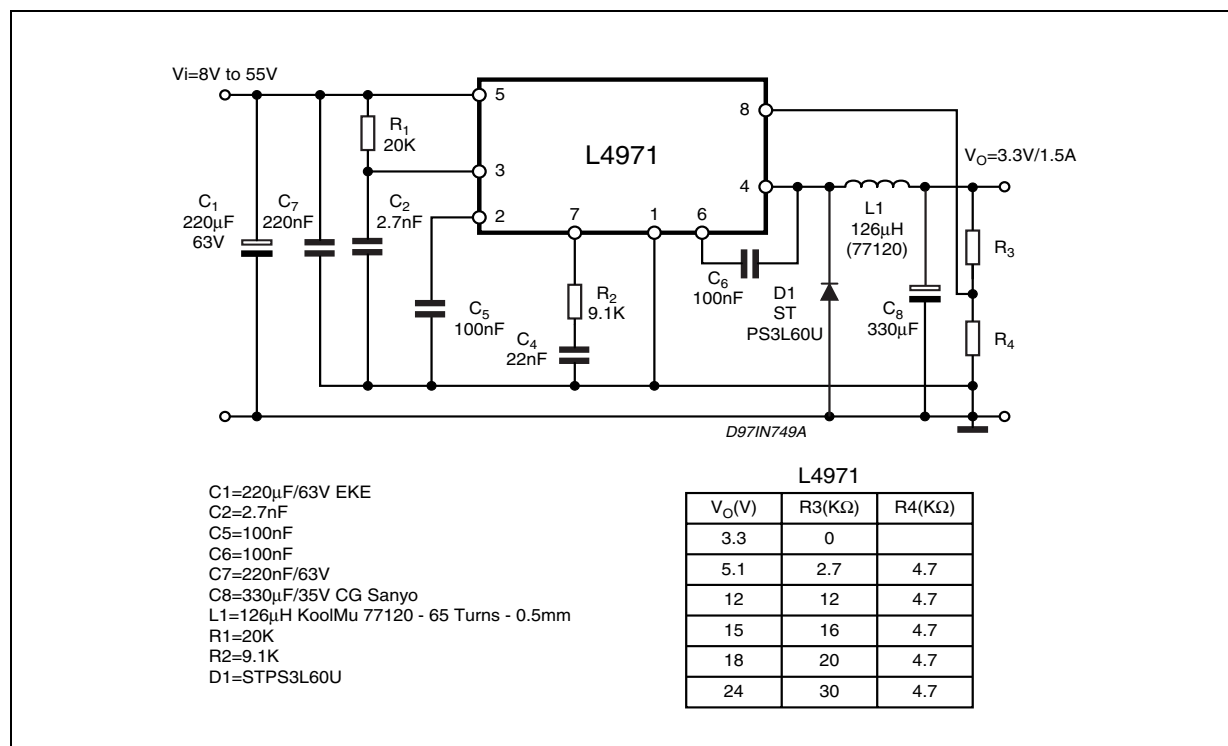 Vi=8V to 55V
5
8
R1
20K
L4971
VO=3.3V/1.5A
3
4
C1
220µF
63V
C7
220nF
C2
2.7nF
2
7
1
6
L1
126µH
(77120)
R3
C6
100nF
R2
9.1K
D1
ST
PS3L60U
C8
330µF
C5
100nF
C4
22nF
R4
D97IN749A
C1=220µF/63V EKE
C2=2.7nF
C5=100nF
C6=100nF
C7=220nF/63V
C8=330µF/35V CG Sanyo
L1=126µH KoolMu 77120 - 65 Turns - 0.5mm
R1=20K
R2=9.1K
D1=STPS3L60U
L4971
VO(V) R3(KΩ) R4(KΩ)
3.3 0
5.1 2.7 4.7
12 12 4.7
15 16 4.7
18 20 4.7
24 30 4.7